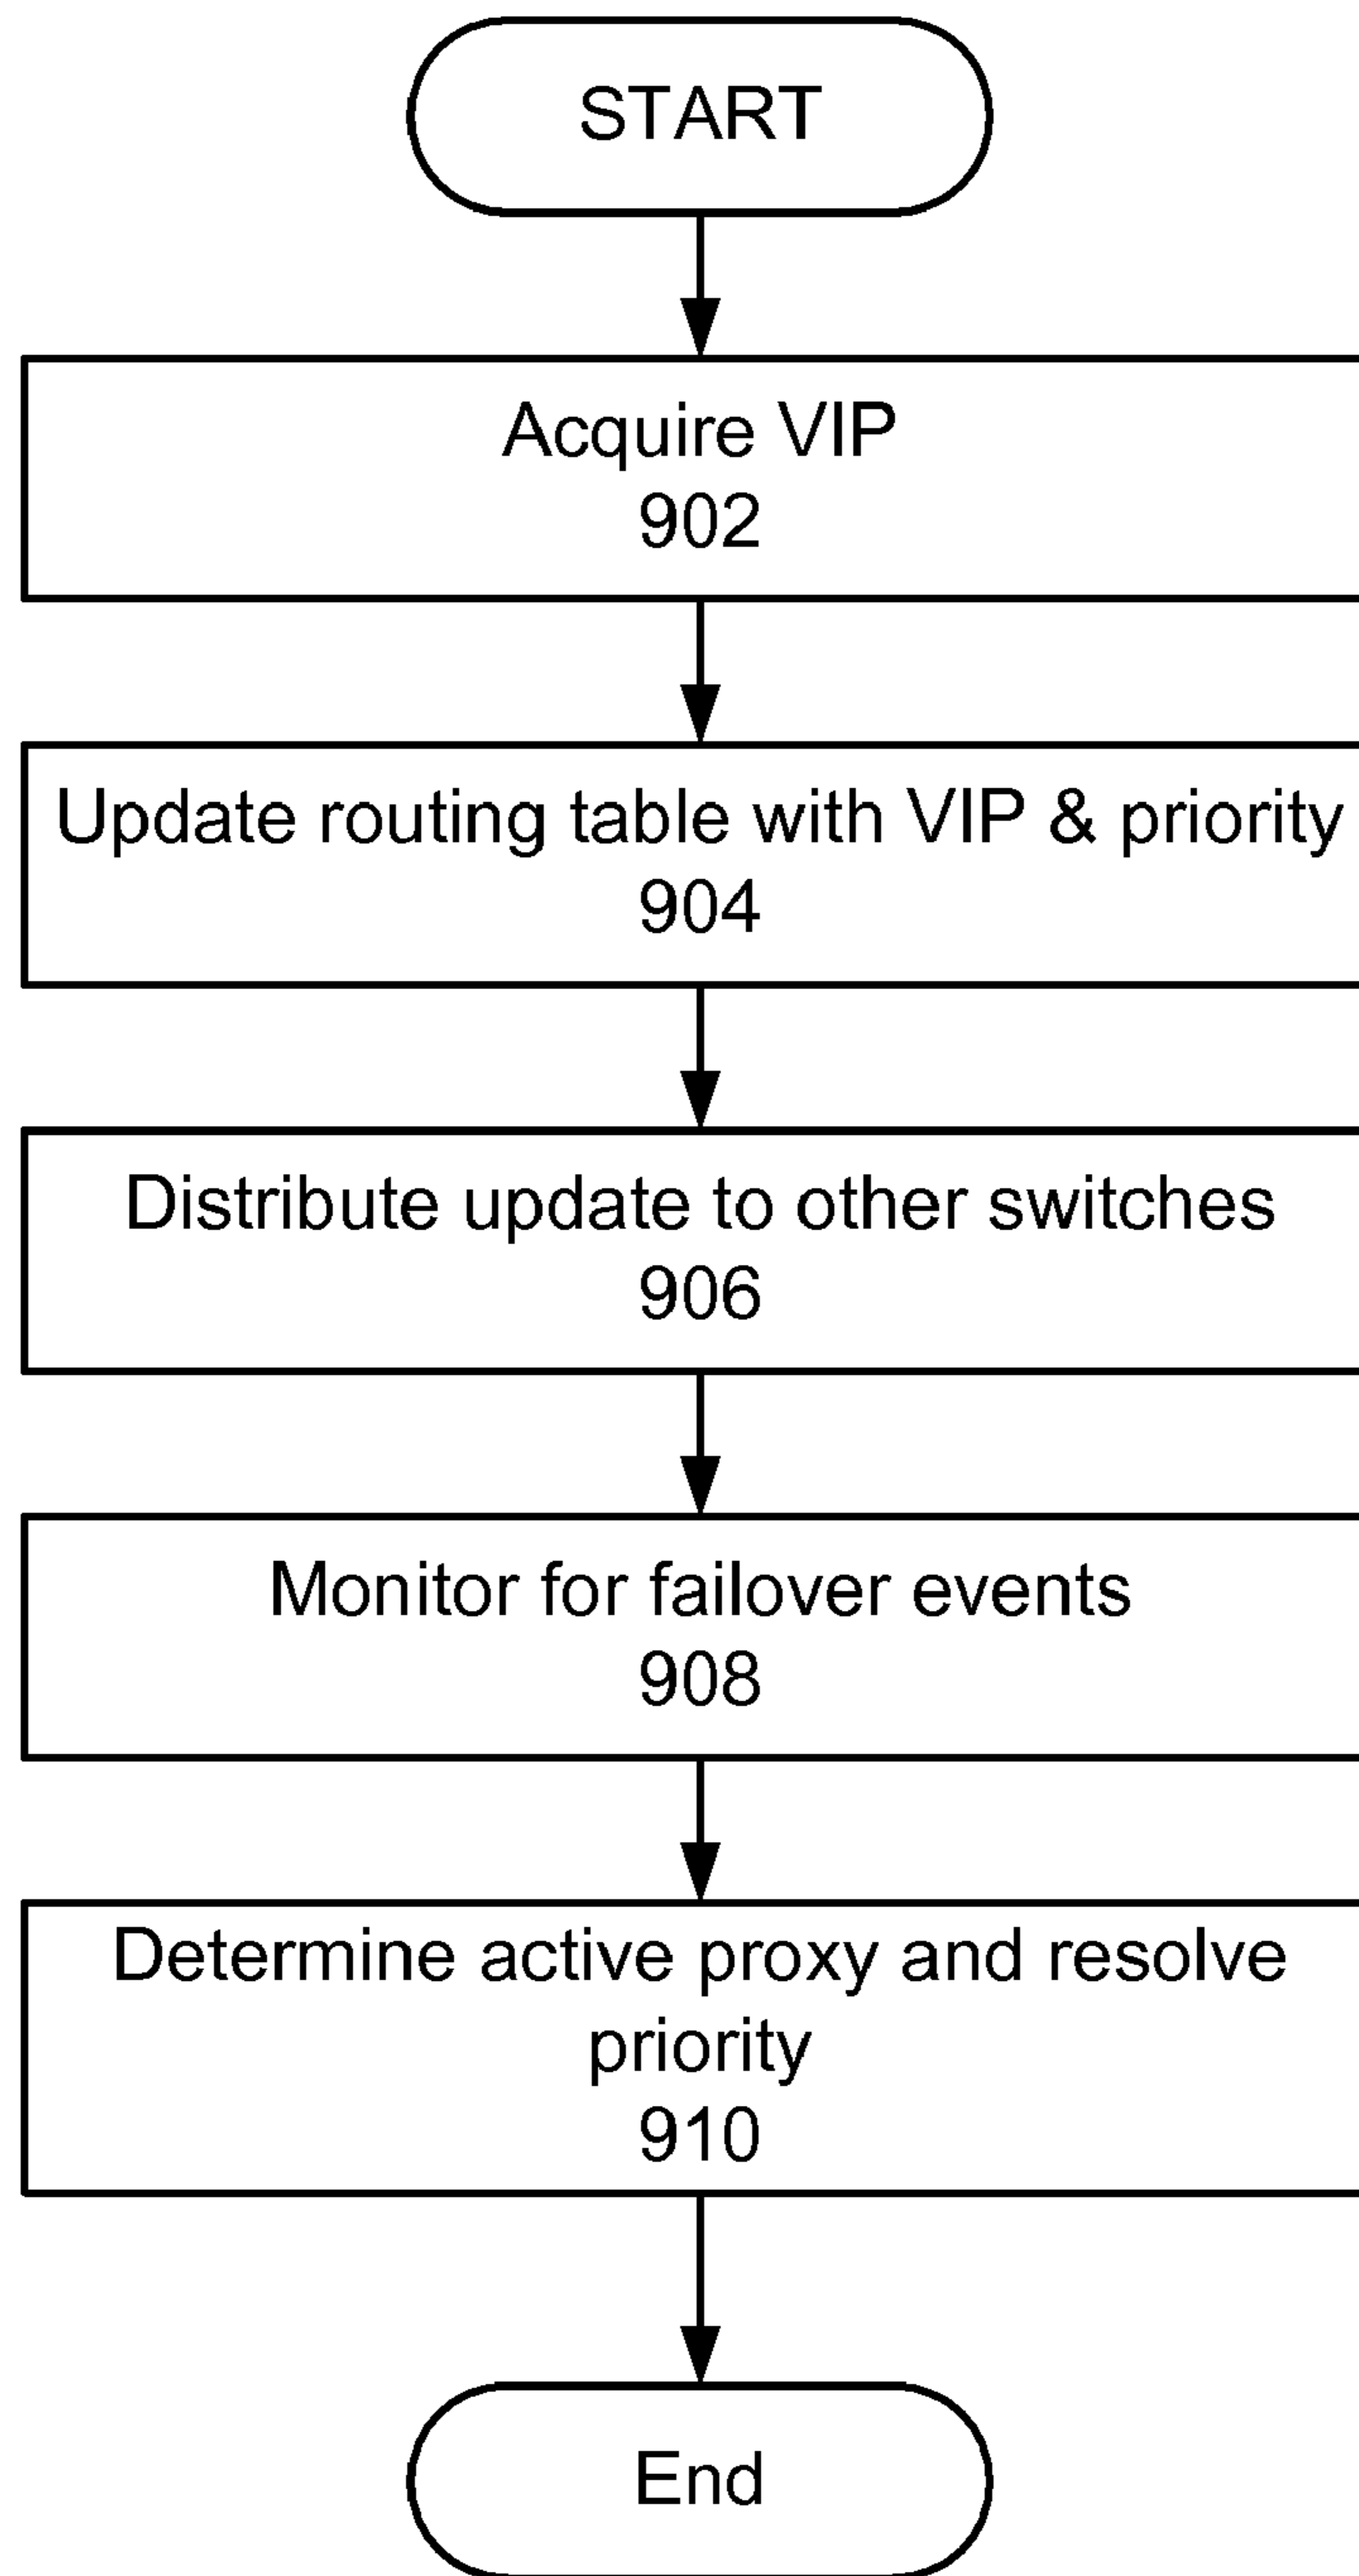 START
Acquire VIP
902
Update routing table with VIP & priority
904
Distribute update to other switches
906
Monitor for failover events
908
Determine active proxy and resolve
priority
910
End